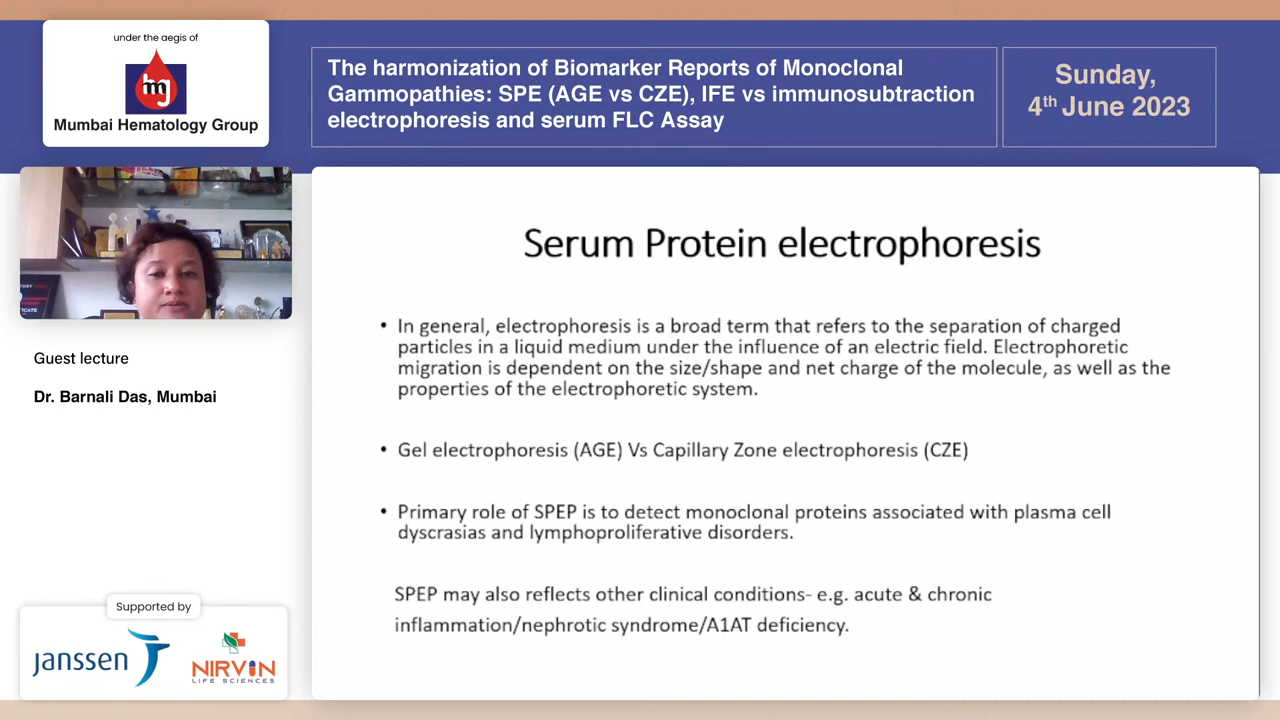 under the aegis of
mg
Mumbai Hematology Group
The harmonization of Biomarker Reports of Monoclonal
Gammopathies: SPE (AGE vs CZE), IFE vs immunosubtraction
electrophoresis and serum FLC Assay
Sunday,
4th June 2023
Guest lecture
Dr. Barnali Das, Mumbai
Serum Protein electrophoresis
• In general, electrophoresis is a broad term that refers to the separation of charged
particles in a liquid medium under the influence of an electric field. Electrophoretic
migration is dependent on the size/shape and net charge of the molecule, as well as the
properties of the electrophoretic system.
• Gel electrophoresis (AGE) Vs Capillary Zone electrophoresis (CZE)
• Primary role of SPEP is to detect monoclonal proteins associated with plasma cell
dyscrasias and lymphoproliferative disorders.
SPEP may also reflects other clinical conditions- e.g. acute & chronic
inflammation/nephrotic syndrome/A1AT deficiency.
Supported by
janssen
NIRVIN
LIFE SCIENCES